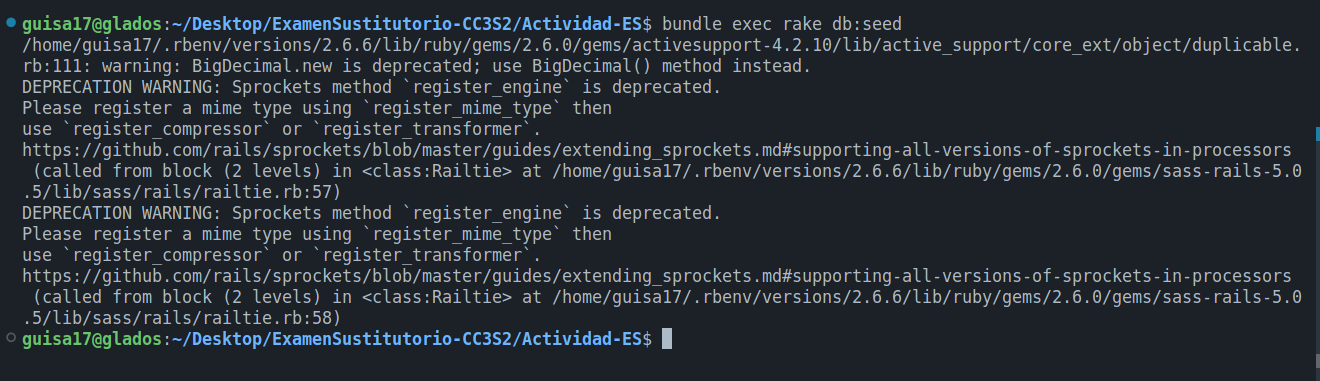 guisa17@glados:~/Desktop/ExamenSustitutorio-CC3S2/Actividad-ES$ bundle exec rake db:seed
/home/guisa17/.rbenv/versions/2.6.6/lib/ruby/gems/2.6.0/gems/activesupport-4.2.10/lib/active_support/core_ext/object/duplicable.
rb:111: warning: BigDecimal.new is deprecated; use BigDecimal() method instead.
DEPRECATION WARNING: Sprockets method `register_engine` is deprecated.
Please register a mime type using `register_mime_type` then
use `register_compressor` or `register_transformer`.
https://github.com/rails/sprockets/blob/master/guides/extending_sprockets.md#supporting-all-versions-of-sprockets-in-processors
 (called from block (2 levels) in <class:Railtie> at /home/guisa17/.rbenv/versions/2.6.6/lib/ruby/gems/2.6.0/gems/sass-rails-5.0
.5/lib/sass/rails/railtie.rb:57)
DEPRECATION WARNING: Sprockets method `register_engine` is deprecated.
Please register a mime type using `register_mime_type` then
use `register_compressor` or `register_transformer`.
https://github.com/rails/sprockets/blob/master/guides/extending_sprockets.md#supporting-all-versions-of-sprockets-in-processors
 (called from block (2 levels) in <class:Railtie> at /home/guisa17/.rbenv/versions/2.6.6/lib/ruby/gems/2.6.0/gems/sass-rails-5.0
.5/lib/sass/rails/railtie.rb:58)
guisa17@glados:~/Desktop/ExamenSustitutorio-CC3S2/Actividad-ES$